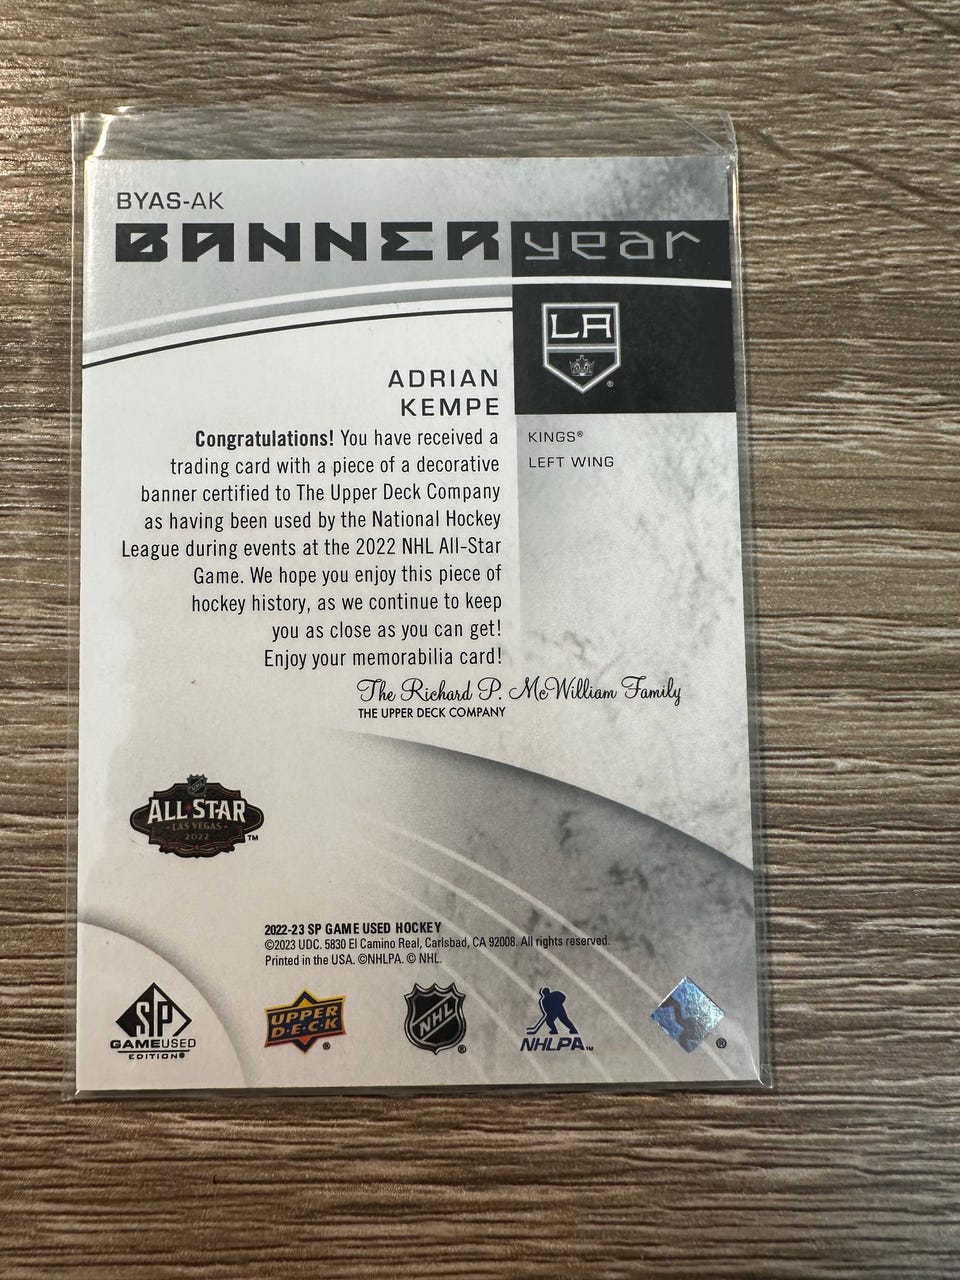 BYAS-AK
BANNER year
LA
®
ADRIAN
KEMPE
KINGS®
LEFT WING
Congratulations! You have received a
trading card with a piece of a decorative
banner certified to The Upper Deck Company
as having been used by the National Hockey
League during events at the 2022 NHL All-Star
Game. We hope you enjoy this piece of
hockey history, as we continue to keep
you as close as you can get!
Enjoy your memorabilia card!
The Richard P. McWilliam Family
THE UPPER DECK COMPANY
ALL STAR
-LAS VEGAS-
2022
TM
2022-23 SP GAME USED HOCKEY
©2023 UDC. 5830 El Camino Real, Carlsbad, CA 92008. All rights reserved.
Printed in the USA. ©NHLPA. © NHL.
SP
GAMEUSED
EDITION®
UPPER
D·E·C·K
®
NHL
®
NHLPA™
®